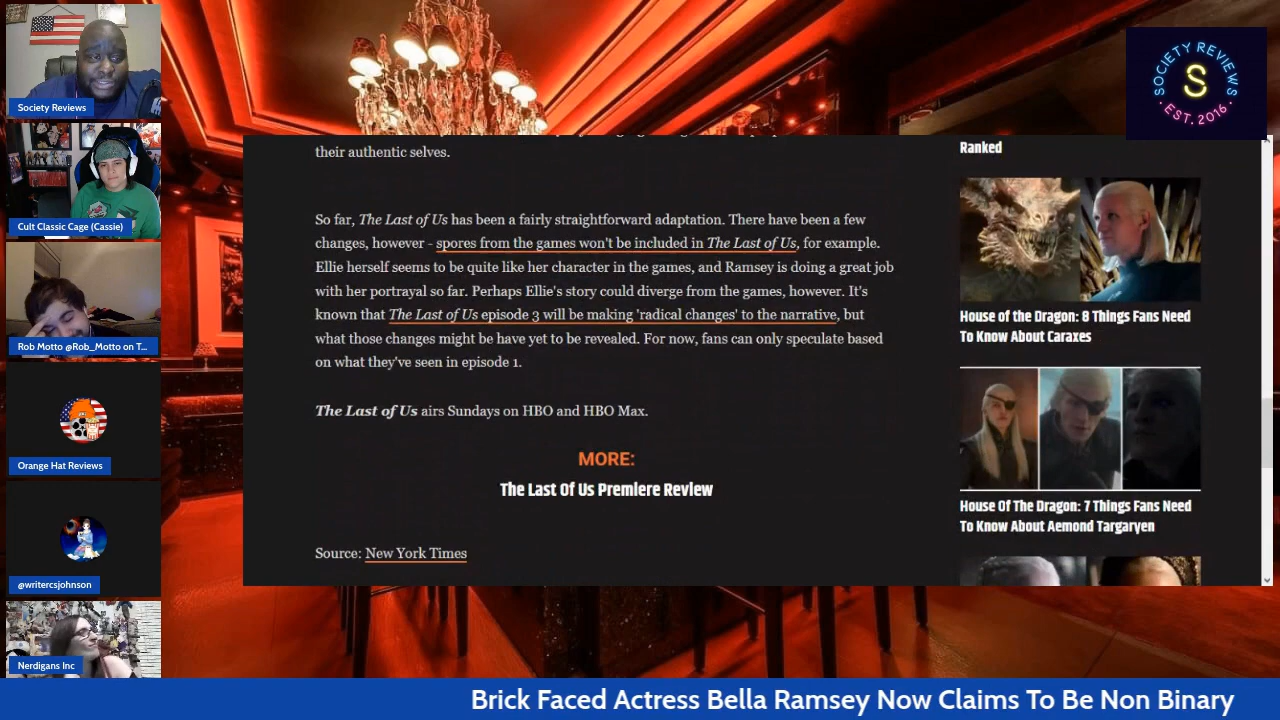 Society Reviews
Cult Classic Cage (Cassie)
Rob Motto @Rob_Motto on T...
Orange Hat Reviews
@writercsjohnson
Nerdigans Inc
their authentic selves.
So far, The Last of Us has been a fairly straightforward adaptation. There have been a few
changes, however - spores from the games won't be included in The Last of Us, for example.
Ellie herself seems to be quite like her character in the games, and Ramsey is doing a great job
with her portrayal so far. Perhaps Ellie's story could diverge from the games, however. It's
known that The Last of Us episode 3 will be making 'radical changes' to the narrative, but
what those changes might be have yet to be revealed. For now, fans can only speculate based
on what they've seen in episode 1.
The Last of Us airs Sundays on HBO and HBO Max.
MORE:
The Last Of Us Premiere Review
Source: New York Times
Ranked
House of the Dragon: 8 Things Fans Need
To Know About Caraxes
House Of The Dragon: 7 Things Fans Need
To Know About Aemond Targaryen
SOCIETY REVIEWS
S
· EST. 2016 ·
Brick Faced Actress Bella Ramsey Now Claims To Be Non Binary